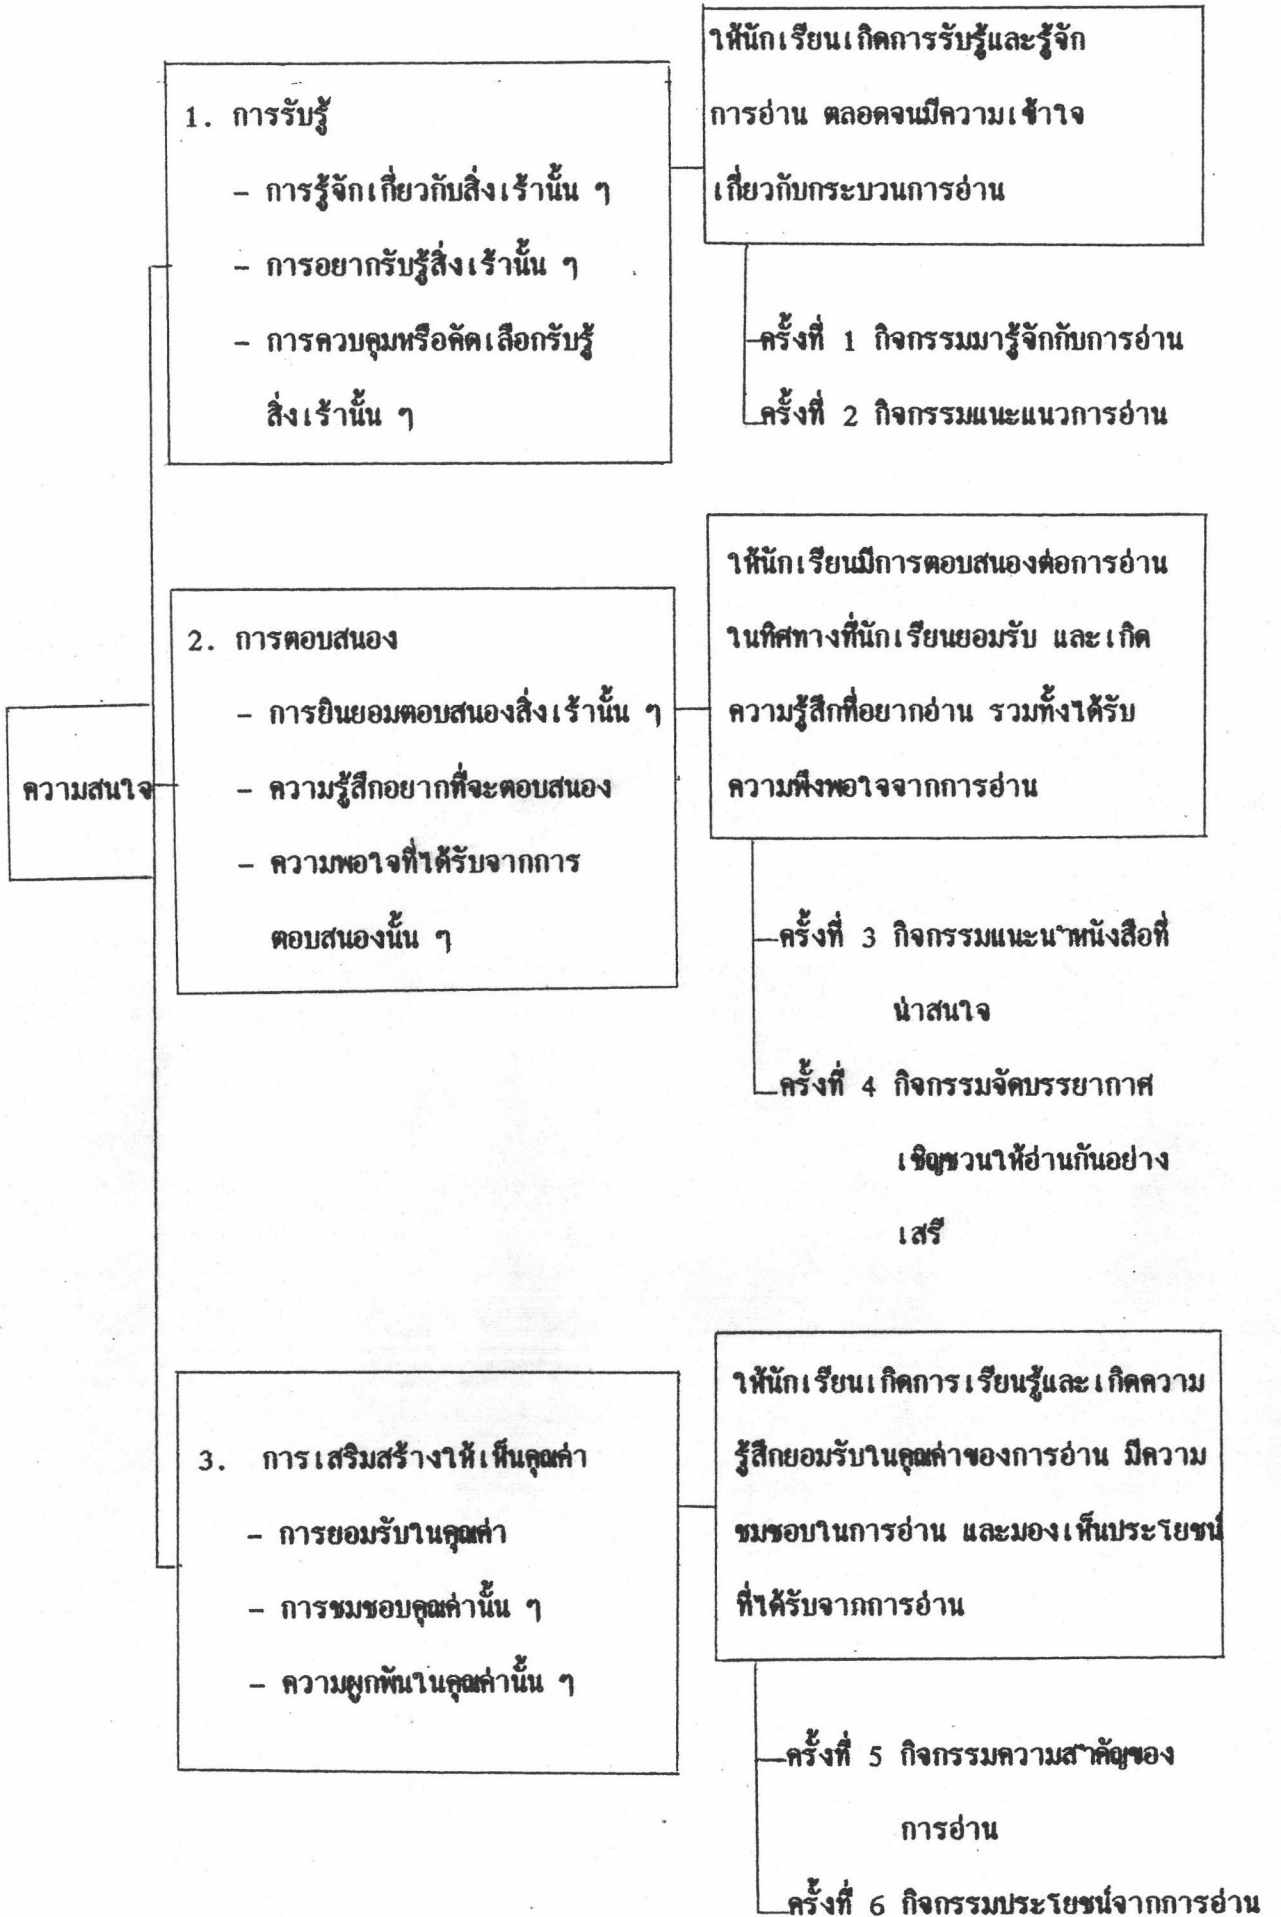 ความสนใจ
1. การรับรู้
- การรู้จักเกี่ยวกับสิ่งเร้านั้น ๆ
- การอยากรับรู้สิ่งเร้านั้น ๆ
- การควบคุมหรือคัดเลือกรับรู้
สิ่งเร้านั้น ๆ
ให้นักเรียนเกิดการรับรู้และรู้จัก
การอ่าน ตลอดจนมีความเข้าใจ
เกี่ยวกับกระบวนการอ่าน
ครั้งที่ 1 กิจกรรมมารู้จักกับการอ่าน
ครั้งที่ 2 กิจกรรมแนะแนวการอ่าน
2. การตอบสนอง
- การยินยอมตอบสนองสิ่งเร้านั้น ๆ
- ความรู้สึกอยากที่จะตอบสนอง
- ความพอใจที่ได้รับจากการ
ตอบสนองนั้น ๆ
ให้นักเรียนมีการตอบสนองต่อการอ่าน
ในทิศทางที่นักเรียนยอมรับ และเกิด
ความรู้สึกที่อยากอ่าน รวมทั้งได้รับ
ความพึงพอใจจากการอ่าน
ครั้งที่ 3 กิจกรรมแนะนำหนังสือที่
น่าสนใจ
ครั้งที่ 4 กิจกรรมจัดบรรยากาศ
เชิญชวนให้อ่านกันอย่าง
เสรี
3. การเสริมสร้างให้เห็นคุณค่า
- การยอมรับในคุณค่า
- การชมชอบคุณค่านั้น ๆ
- ความผูกพันในคุณค่านั้น ๆ
ให้นักเรียนเกิดการเรียนรู้และเกิดความ
รู้สึกยอมรับในคุณค่าของการอ่าน มีความ
ชมชอบในการอ่าน และมองเห็นประโยชน์
ที่ได้รับจากการอ่าน
ครั้งที่ 5 กิจกรรมความสำคัญของ
การอ่าน
ครั้งที่ 6 กิจกรรมประโยชน์จากการอ่าน